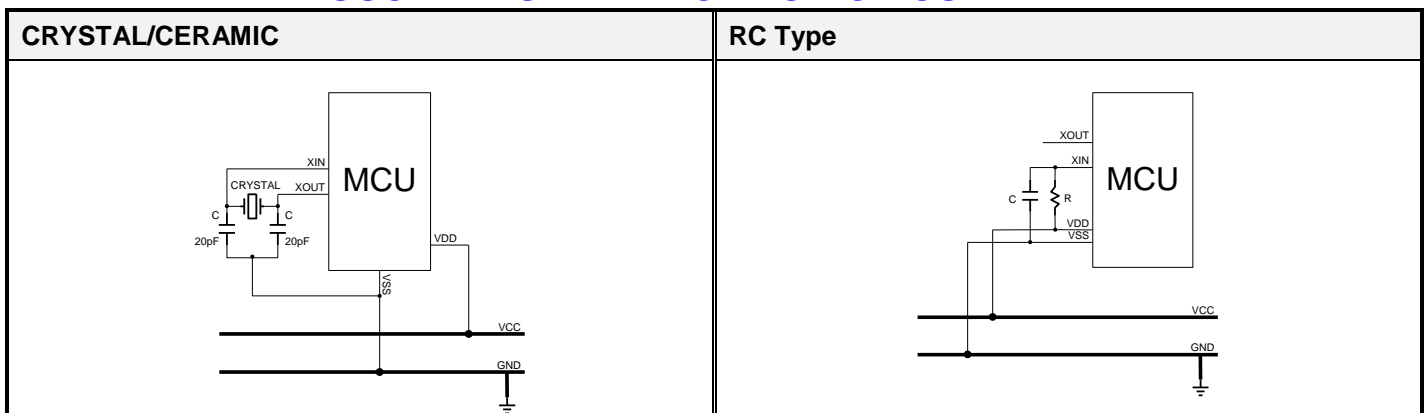 CRYSTAL/CERAMIC
RC Type
XIN
CRYSTAL
XOUT
MCU
C
C
20pF
20pF
VDD
VSS
VCC
GND
XOUT
XIN
MCU
C
R
VDD
VSS
VCC
GND